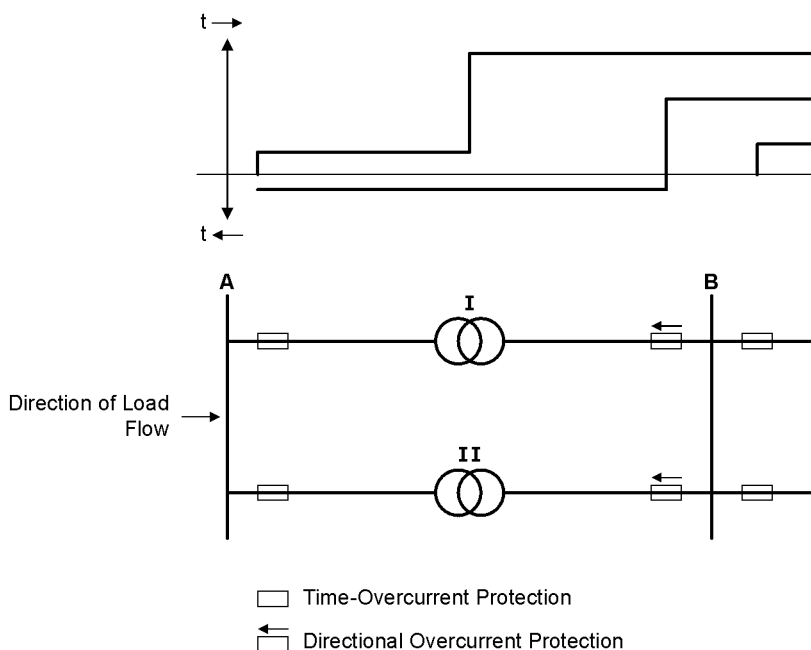 t →
t ←
A
B
I
Direction of Load
Flow
II
Time-Overcurrent Protection
Directional Overcurrent Protection